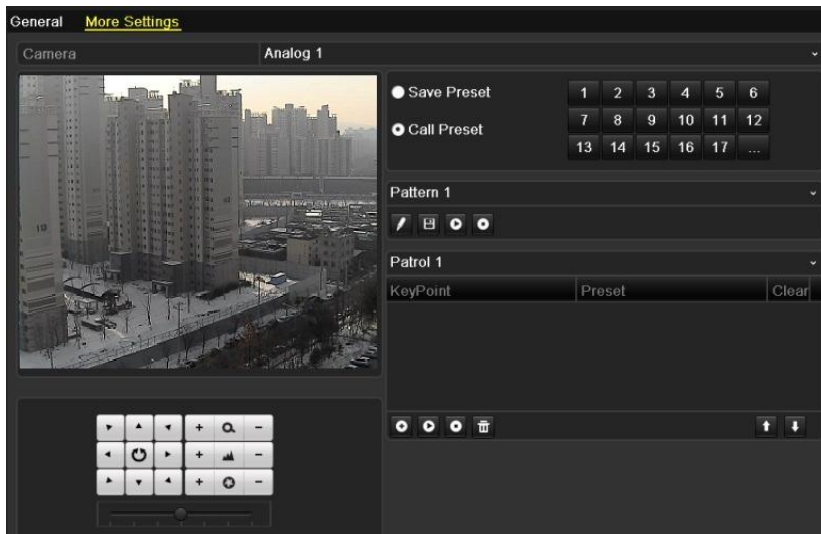 General More Settings
Camera Analog 1
Save Preset
Call Preset
1 2 3 4 5 6
7 8 9 10 11 12
13 14 15 16 17 ...
Pattern 1
Patrol 1
KeyPoint Preset Clear